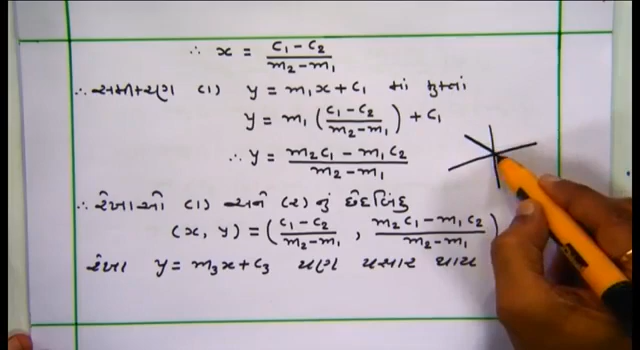 ∴ x = (c₁ - c₂)/(m₂ - m₁)
∴ સમીકરણ (1) y = m₁x + c₁ માં મુકતાં
y = m₁((c₁ - c₂)/(m₂ - m₁)) + c₁
∴ y = (m₂c₁ - m₁c₂)/(m₂ - m₁)
∴ રેખાઓ (1) અને (૨) નું છેદબિંદુ
(x, y) = ((c₁ - c₂)/(m₂ - m₁), (m₂c₁ - m₁c₂)/(m₂ - m₁))
રેખા y = m₃x + c₃ પણ પસાર થાય